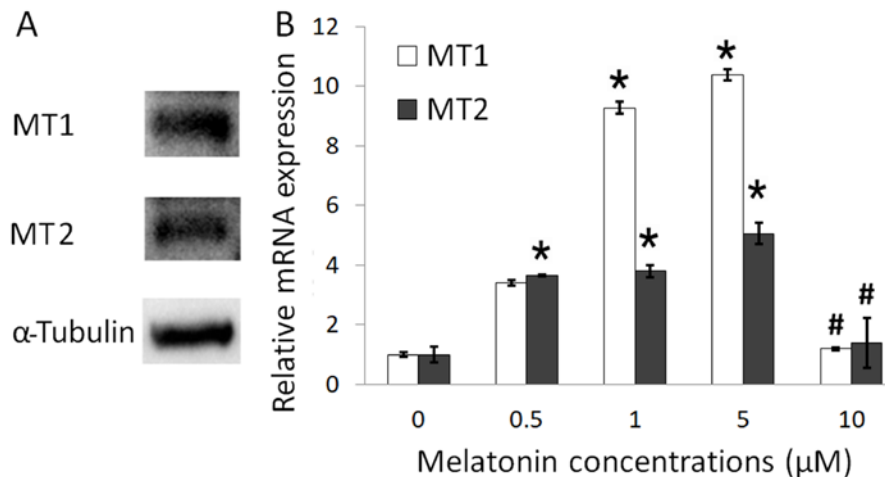 A
MT1
MT2
α-Tubulin
B
Relative mRNA expression
12
10
8
6
4
2
0
MT1
MT2
*
*
*
*
*
#
#
0 0.5 1 5 10
Melatonin concentrations (µM)